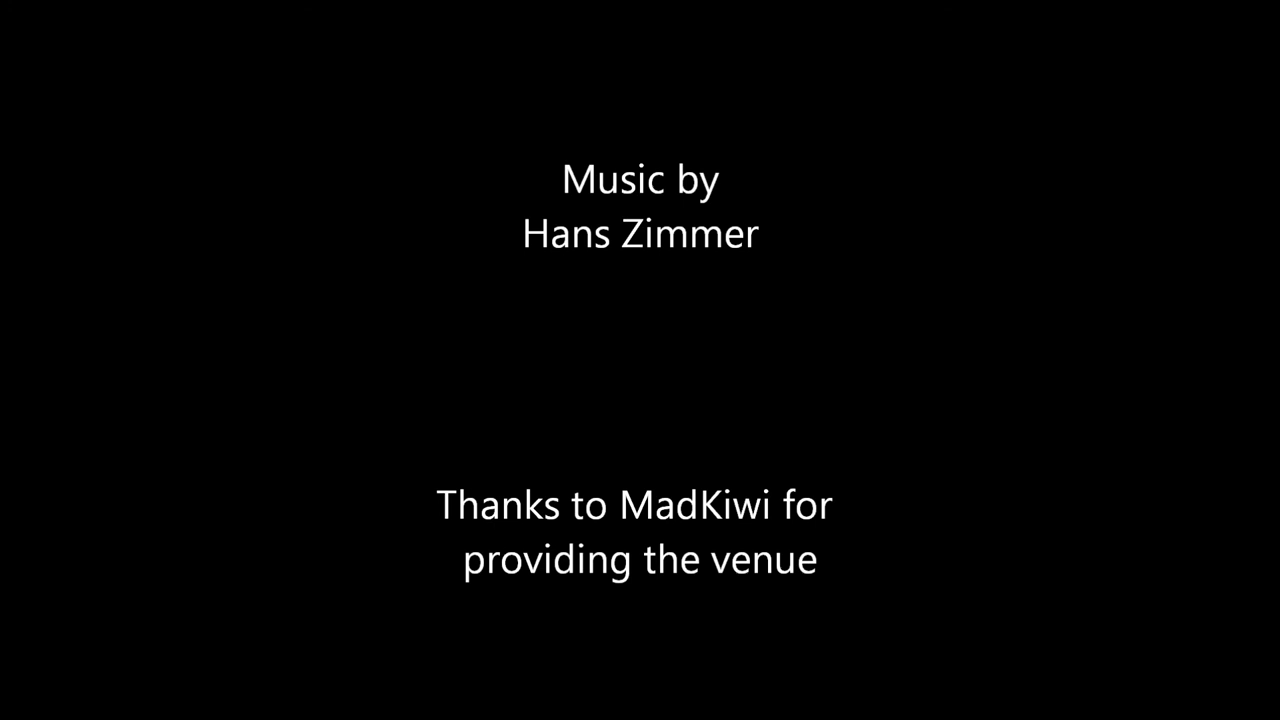 Music by
Hans Zimmer
Thanks to MadKiwi for
providing the venue